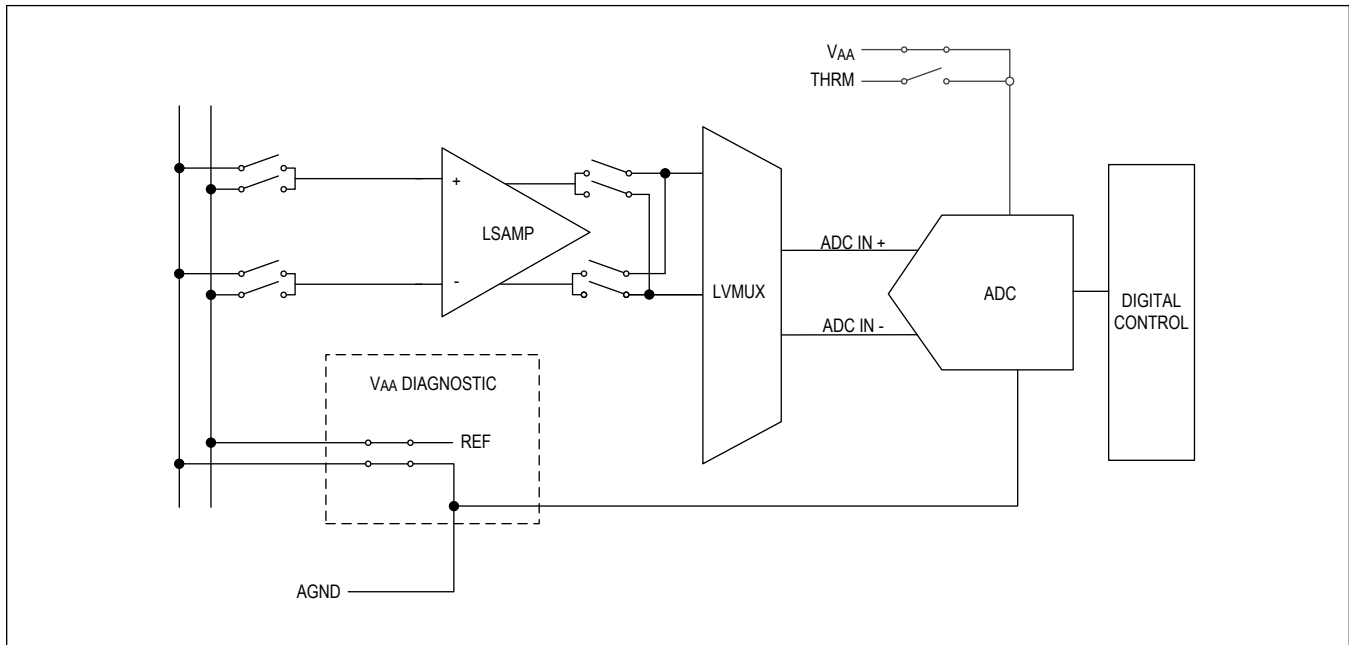 VAA
THRM
+
LSAMP
-
LVMUX
ADC IN +
ADC IN -
ADC
DIGITAL
CONTROL
VAA DIAGNOSTIC
REF
AGND